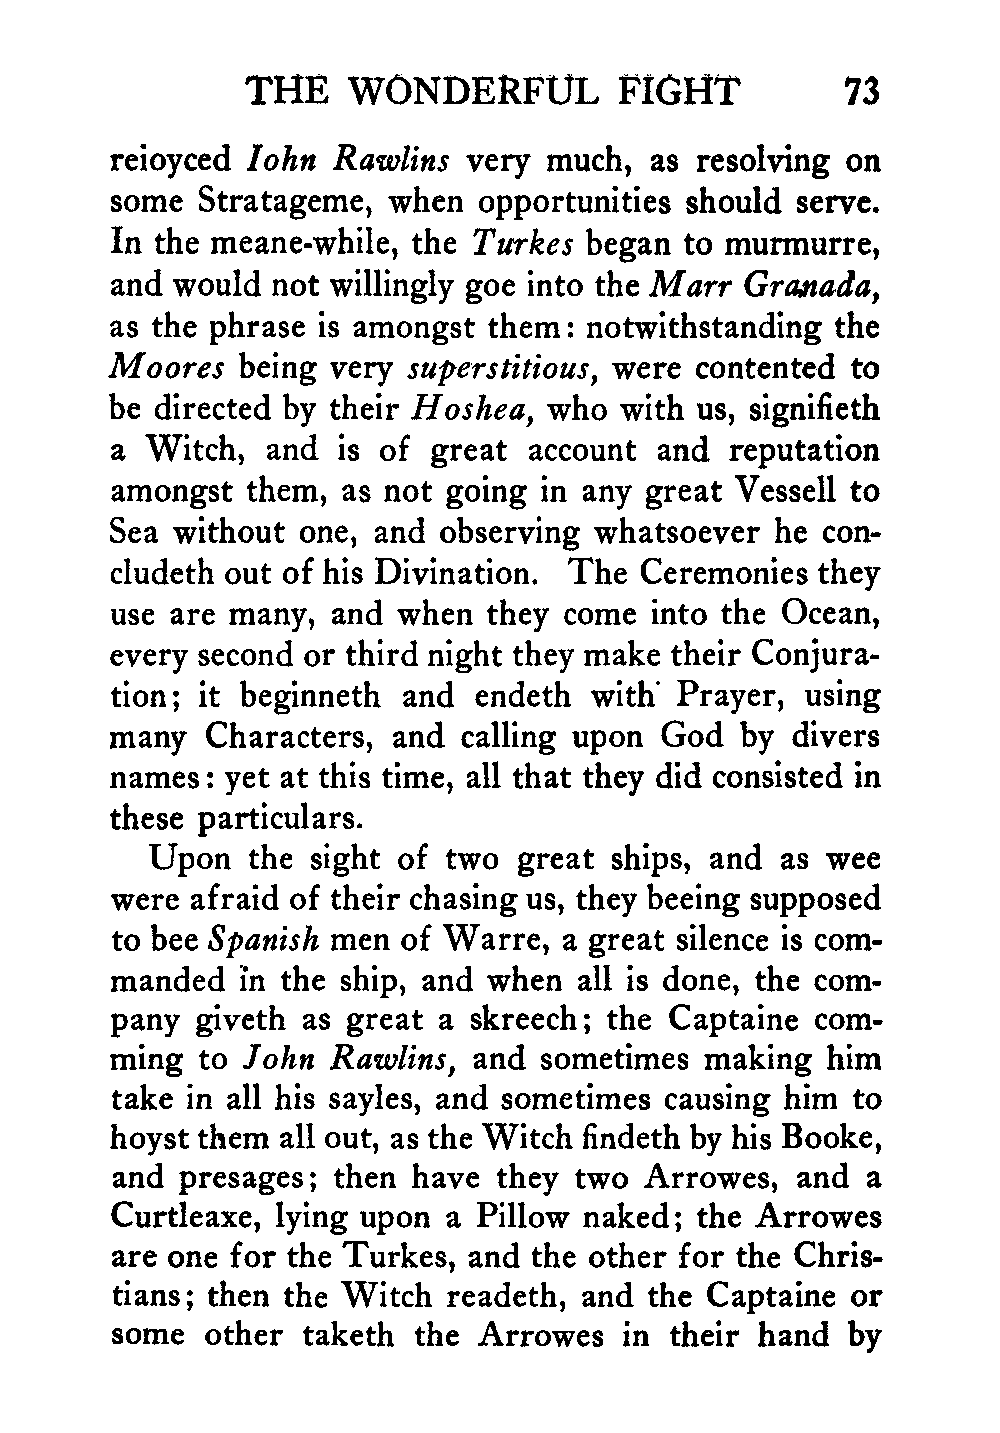 THE WONDERFUL FIGHT 73
reioyced Iohn Rawlins very much, as resolving on
some Stratageme, when opportunities should serve.
In the meane-while, the Turkes began to murmurre,
and would not willingly goe into the Marr Granada,
as the phrase is amongst them: notwithstanding the
Moores being very superstitious, were contented to
be directed by their Hoshea, who with us, signifieth
a Witch, and is of great account and reputation
amongst them, as not going in any great Vessell to
Sea without one, and observing whatsoever he con-
cludeth out of his Divination. The Ceremonies they
use are many, and when they come into the Ocean,
every second or third night they make their Conjura-
tion; it beginneth and endeth with Prayer, using
many Characters, and calling upon God by divers
names: yet at this time, all that they did consisted in
these particulars.
Upon the sight of two great ships, and as wee
were afraid of their chasing us, they beeing supposed
to bee Spanish men of Warre, a great silence is com-
manded in the ship, and when all is done, the com-
pany giveth as great a skreech; the Captaine com-
ming to John Rawlins, and sometimes making him
take in all his sayles, and sometimes causing him to
hoyst them all out, as the Witch findeth by his Booke,
and presages; then have they two Arrowes, and a
Curtleaxe, lying upon a Pillow naked; the Arrowes
are one for the Turkes, and the other for the Chris-
tians; then the Witch readeth, and the Captaine or
some other taketh the Arrowes in their hand by